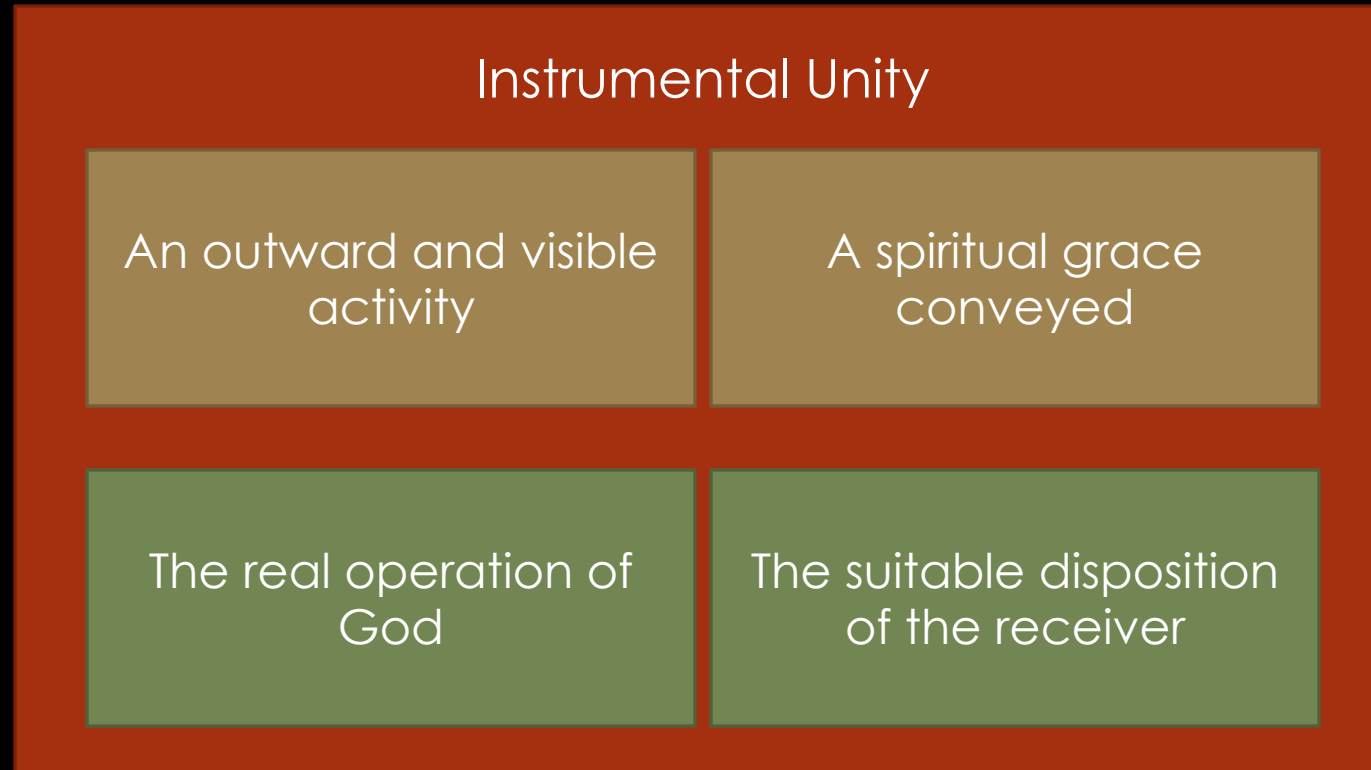 Instrumental Unity
An outward and visible
activity
A spiritual grace
conveyed
The real operation of
God
The suitable disposition
of the receiver